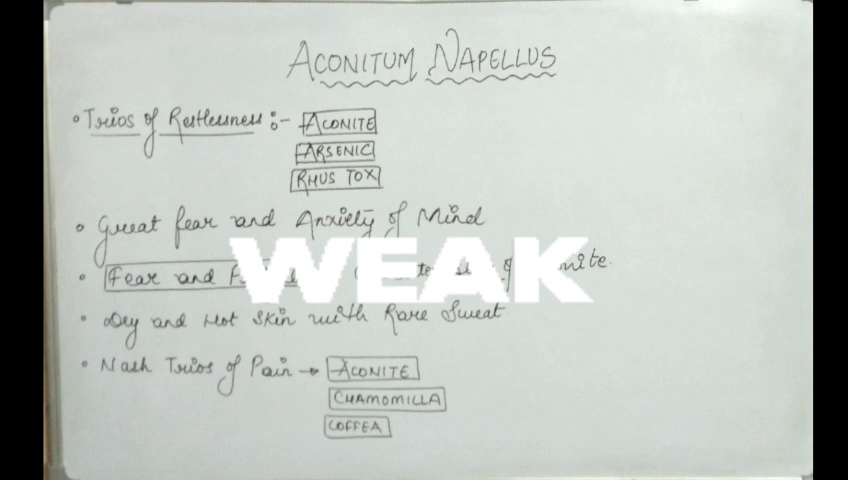 ACONITUM NAPELLUS
• Trios of Restlessness :- ACONITE
ARSENIC
RHUS TOX
• Great fear and Anxiety of Mind
WEAK
• Fear and
• Dry and Hot Skin with Rare Sweat.
• Nash Trios of Pain → ACONITE
CHAMOMILLA
COFFEA